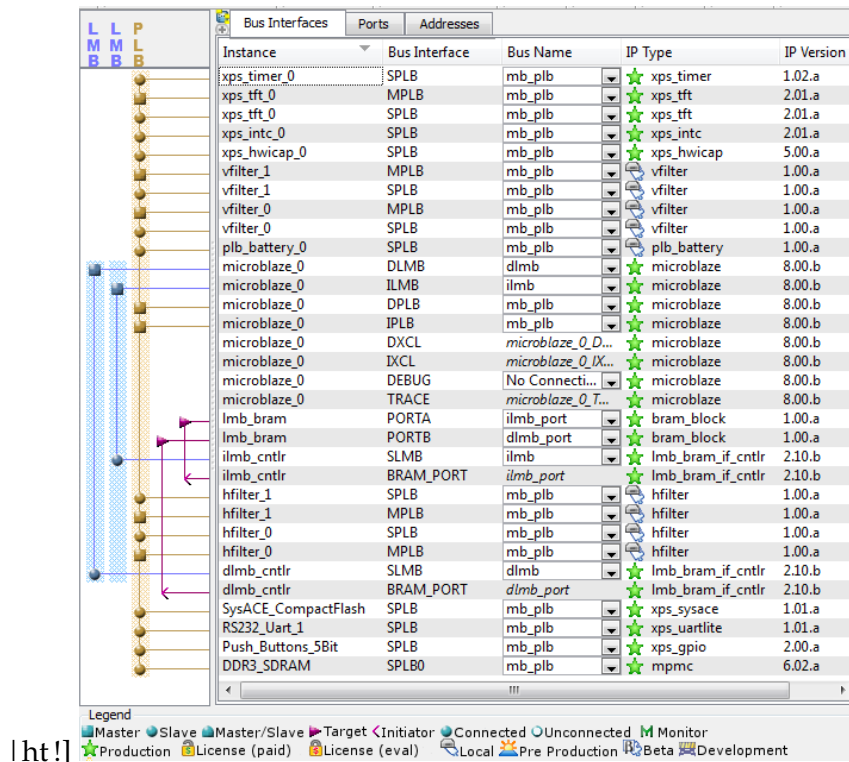 L L P
M M L
B B B
Bus Interfaces Ports Addresses
Instance Bus Interface Bus Name IP Type IP Version
xps_timer_0 SPLB mb_plb xps_timer 1.02.a
xps_tft_0 MPLB mb_plb xps_tft 2.01.a
xps_tft_0 SPLB mb_plb xps_tft 2.01.a
xps_intc_0 SPLB mb_plb xps_intc 2.01.a
xps_hwicap_0 SPLB mb_plb xps_hwicap 5.00.a
vfilter_1 MPLB mb_plb vfilter 1.00.a
vfilter_1 SPLB mb_plb vfilter 1.00.a
vfilter_0 MPLB mb_plb vfilter 1.00.a
vfilter_0 SPLB mb_plb vfilter 1.00.a
plb_battery_0 SPLB mb_plb plb_battery 1.00.a
microblaze_0 DLMB dlmb microblaze 8.00.b
microblaze_0 ILMB ilmb microblaze 8.00.b
microblaze_0 DPLB mb_plb microblaze 8.00.b
microblaze_0 IPLB mb_plb microblaze 8.00.b
microblaze_0 DXCL microblaze_0_D... microblaze 8.00.b
microblaze_0 IXCL microblaze_0_IX... microblaze 8.00.b
microblaze_0 DEBUG No Connecti... microblaze 8.00.b
microblaze_0 TRACE microblaze_0_T... microblaze 8.00.b
lmb_bram PORTA ilmb_port bram_block 1.00.a
lmb_bram PORTB dlmb_port bram_block 1.00.a
ilmb_cntlr SLMB ilmb lmb_bram_if_cntlr 2.10.b
ilmb_cntlr BRAM_PORT ilmb_port lmb_bram_if_cntlr 2.10.b
hfilter_1 SPLB mb_plb hfilter 1.00.a
hfilter_1 MPLB mb_plb hfilter 1.00.a
hfilter_0 SPLB mb_plb hfilter 1.00.a
hfilter_0 MPLB mb_plb hfilter 1.00.a
dlmb_cntlr SLMB dlmb lmb_bram_if_cntlr 2.10.b
dlmb_cntlr BRAM_PORT dlmb_port lmb_bram_if_cntlr 2.10.b
SysACE_CompactFlash SPLB mb_plb xps_sysace 1.01.a
RS232_Uart_1 SPLB mb_plb xps_uartlite 1.01.a
Push_Buttons_5Bit SPLB mb_plb xps_gpio 2.00.a
DDR3_SDRAM SPLB0 mb_plb mpmc 6.02.a
Legend
Master Slave Master/Slave Target Initiator Connected Unconnected M Monitor
|ht!] Production License (paid) License (eval) Local Pre Production Beta Development